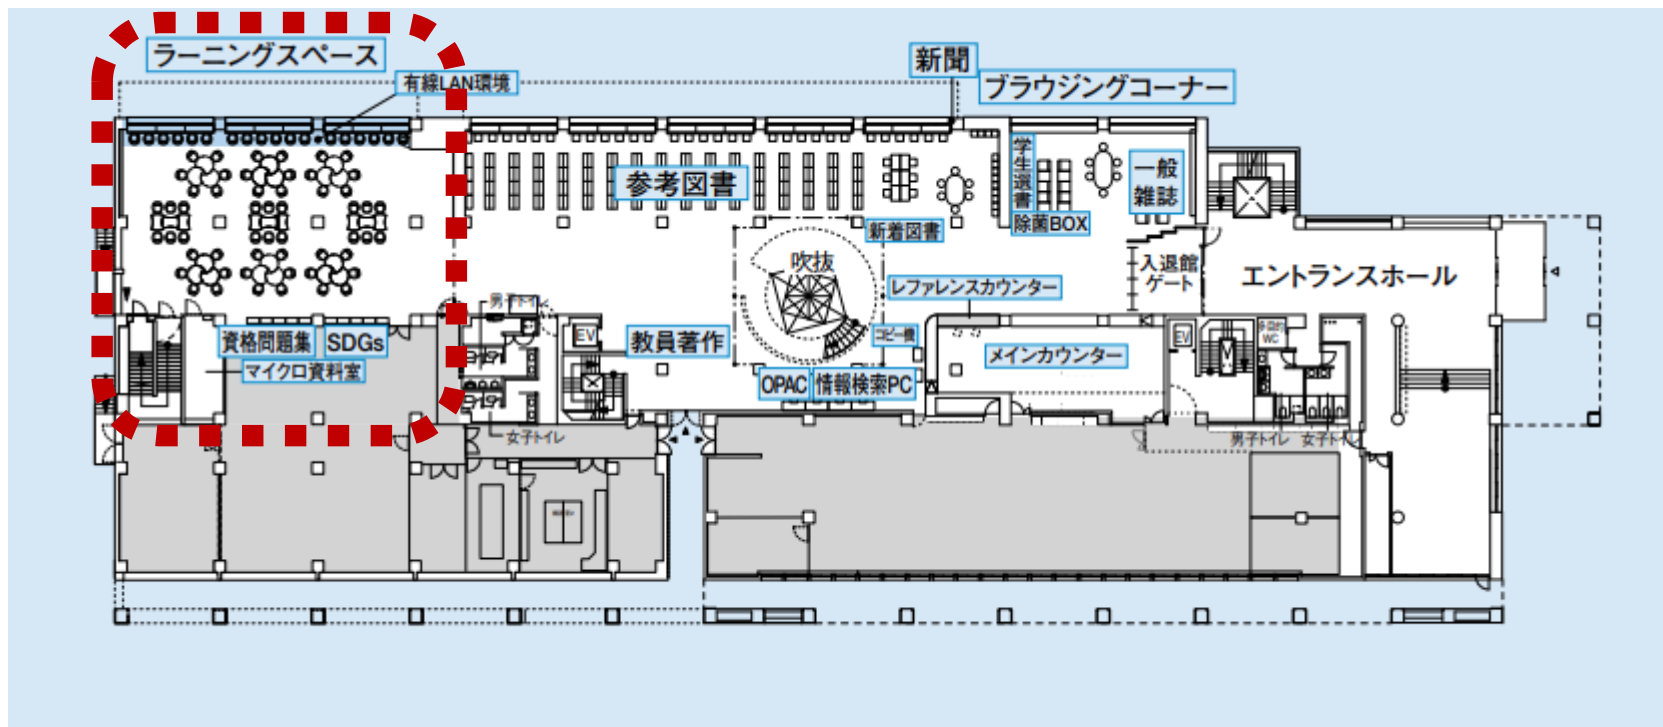 ラーニングスペース
有線LAN環境
新聞
ブラウジングコーナー
参考図書
学生選書
一般
雑誌
除菌BOX
新着図書
吹抜
入退館
ゲート
エントランスホール
レファレンスカウンター
男子トイレ
EV
教員著作
コピー機
メインカウンター
EV
多目的
WC
資格問題集
SDGs
マイクロ資料室
OPAC
情報検索PC
女子トイレ
男子トイレ
女子トイレ